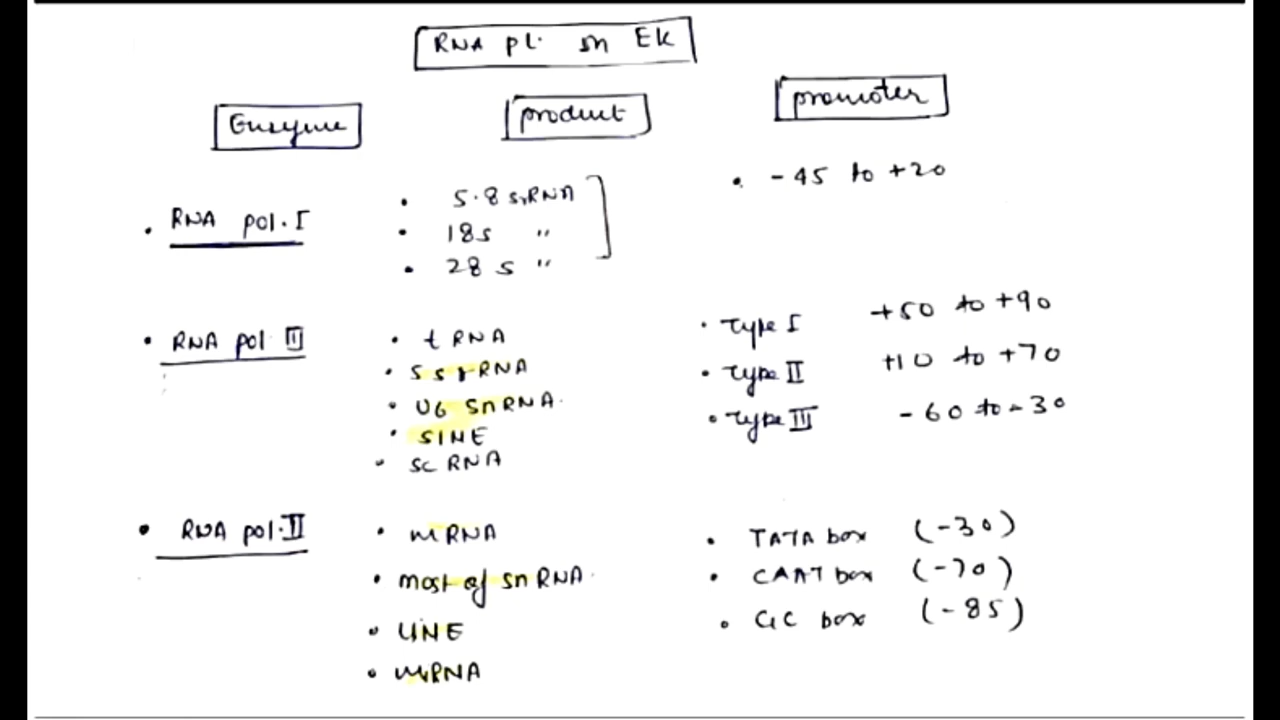 RNA pl. in EK
Enzyme product promoter
• RNA pol. I
• 5.8 srRNA
• 18s "
• 28 s "
• -45 to +20
• RNA pol III
• t RNA
• 5 s rRNA
• U6 snRNA.
• SINE
• sc RNA
• Type I +50 to +90
• Type II +10 to +70
• Type III -60 to -30
• RNA pol. II
• mRNA
• most of snRNA.
• LINE
• miRNA
• TATA box (-30)
• CAAT box (-70)
• GC box (-85)